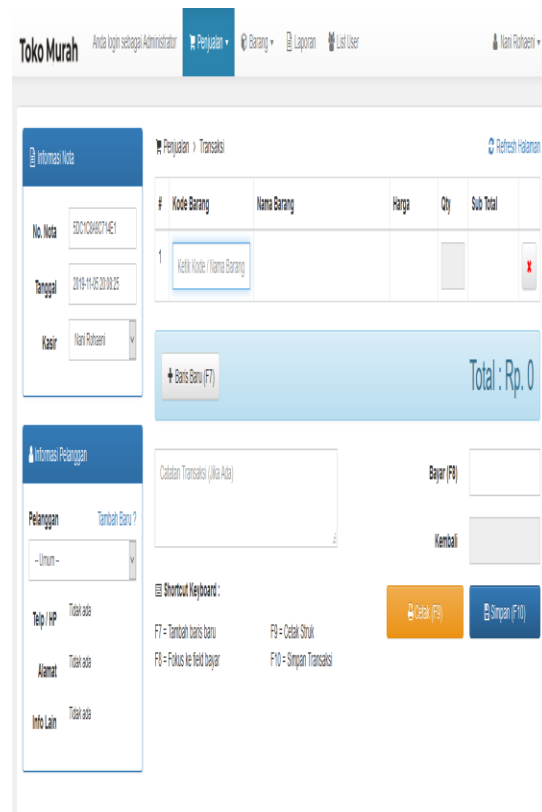 Toko Murah Anda login sebagai Administrator Penjualan Barang Laporan List User Nani Rohaeni
Informasi Nota
No. Nota
Tanggal 2019-11-05 20:08:25
Kasir Nani Rohaeni
Informasi Pelanggan
Pelanggan Tambah Baru ?
-- Umum --
Telp / HP Tidak ada
Alamat Tidak ada
Info Lain Tidak ada
Penjualan > Transaksi Refresh Halaman
# Kode Barang Nama Barang Harga Qty Sub Total
1 Ketik Kode / Nama Barang
Baris Baru (F7) Total : Rp. 0
Catatan Transaksi (Jika Ada) Bayar (F8)
Kembali
Shortcut Keyboard :
F7 = Tambah baris baru F9 = Cetak Struk
F8 = Fokus ke field bayar F10 = Simpan Transaksi
Cetak (F9) Simpan (F10)